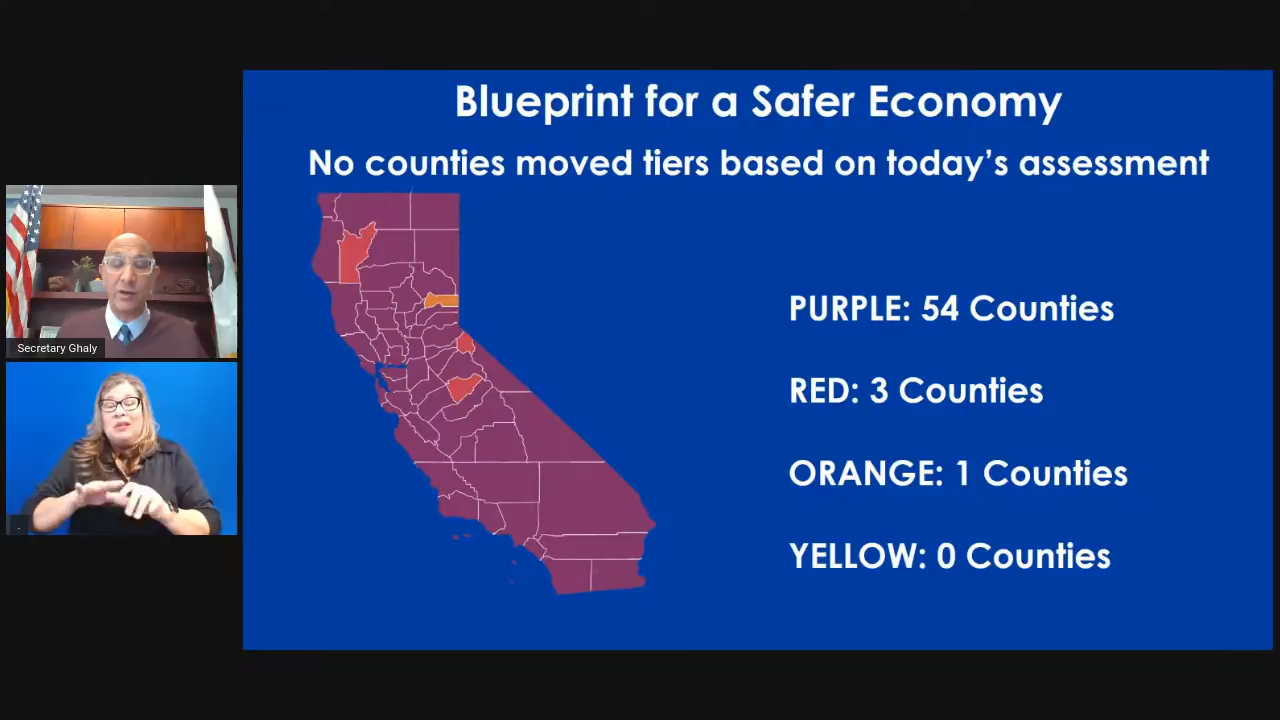 Blueprint for a Safer Economy
No counties moved tiers based on today's assessment
Secretary Ghaly
PURPLE: 54 Counties
RED: 3 Counties
ORANGE: 1 Counties
YELLOW: 0 Counties